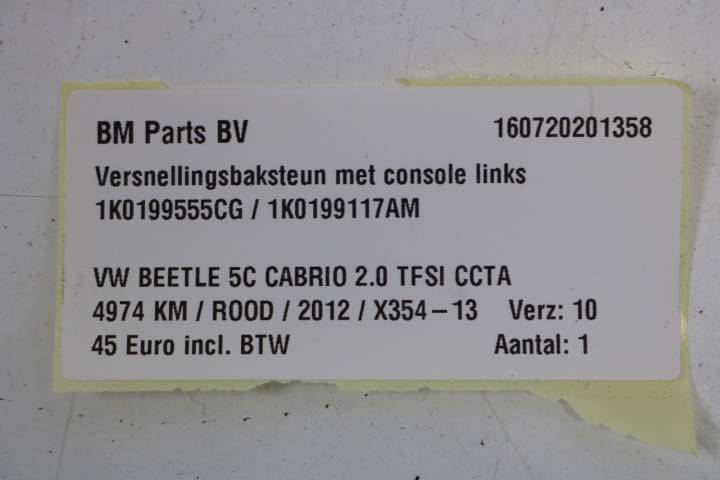 BM Parts BV 160720201358
Versnellingsbaksteun met console links
1K0199555CG / 1K0199117AM
VW BEETLE 5C CABRIO 2.0 TFSI CCTA
4974 KM / ROOD / 2012 / X354 – 13 Verz: 10
45 Euro incl. BTW Aantal: 1